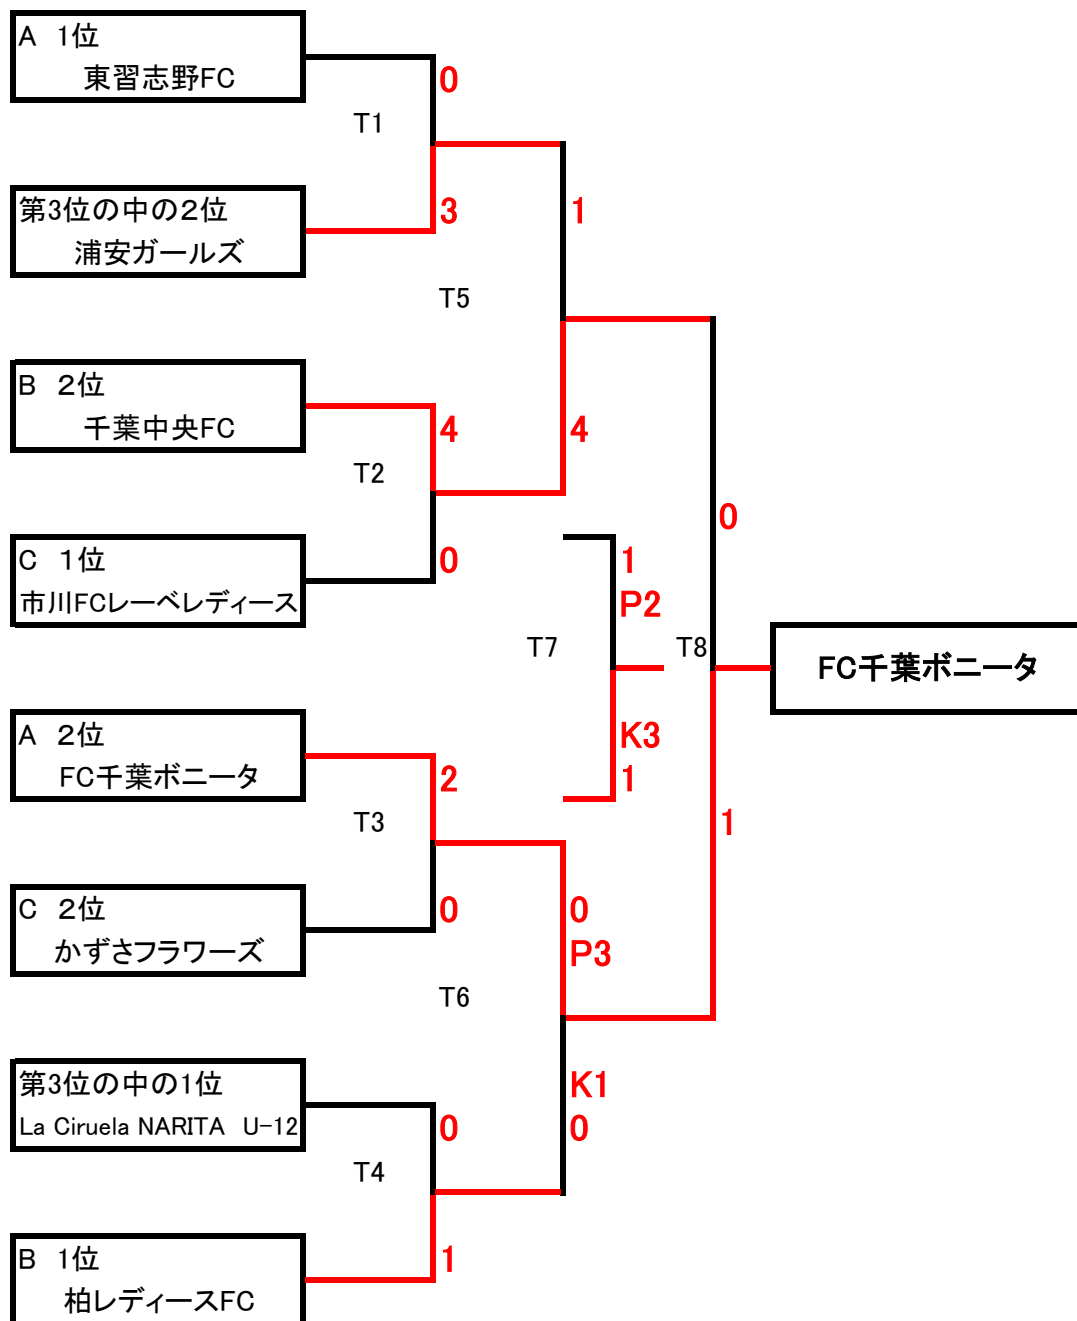 A 1位
東習志野FC
0
T1
第3位の中の2位
浦安ガールズ
3
1
T5
B 2位
千葉中央FC
4
4
T2
C 1位
市川FCレーベレディース
0
0
1
P2
T7
T8
FC千葉ボニータ
A 2位
FC千葉ボニータ
2
K3
1
T3
1
C 2位
かずさフラワーズ
0
0
P3
T6
第3位の中の1位
La Ciruela NARITA U-12
0
K1
0
T4
B 1位
柏レディースFC
1